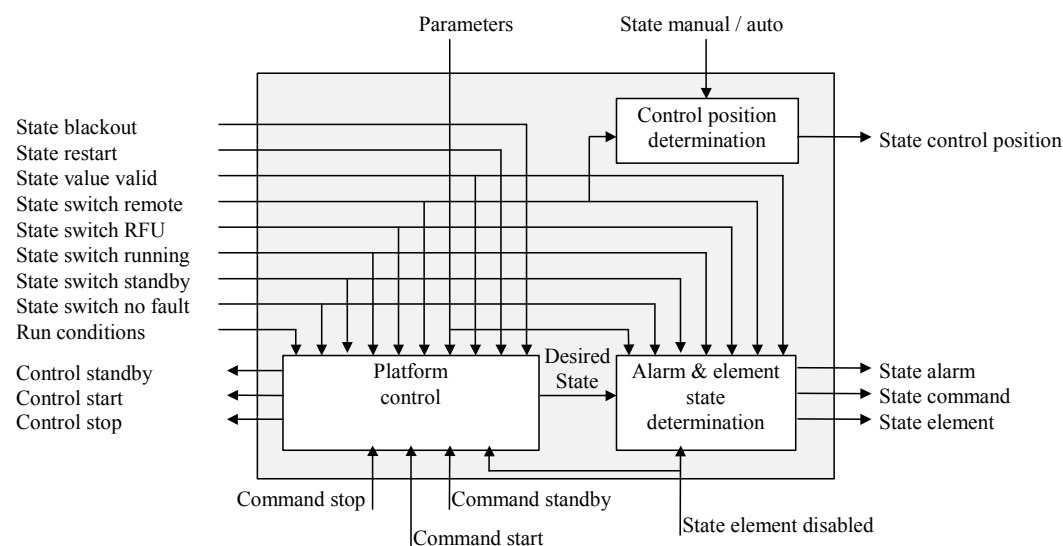 Parameters
State manual / auto
Control position
determination
State control position
State blackout
State restart
State value valid
State switch remote
State switch RFU
State switch running
State switch standby
State switch no fault
Run conditions
Control standby
Control start
Control stop
Platform
control
Desired
State
Alarm & element
state
determination
State alarm
State command
State element
Command stop
Command start
Command standby
State element disabled